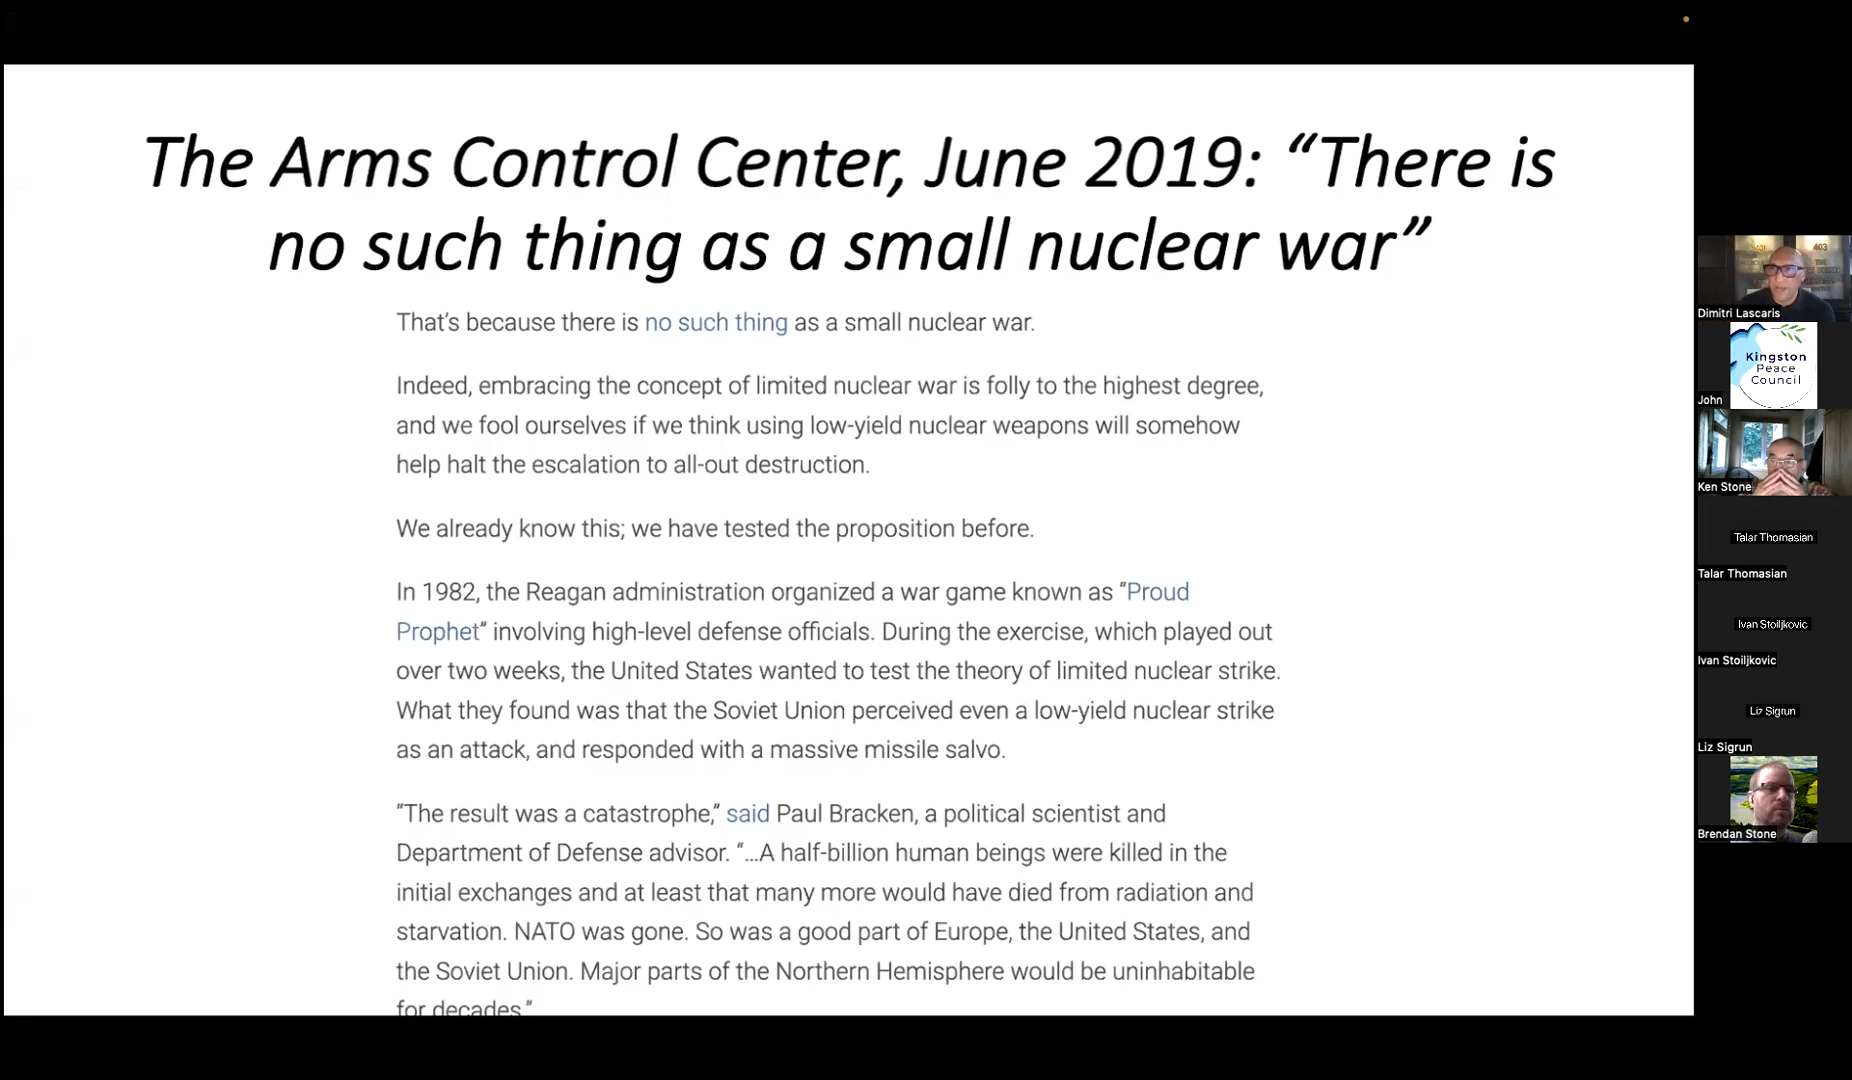 The Arms Control Center, June 2019: “There is
no such thing as a small nuclear war”
That’s because there is no such thing as a small nuclear war.
Indeed, embracing the concept of limited nuclear war is folly to the highest degree,
and we fool ourselves if we think using low-yield nuclear weapons will somehow
help halt the escalation to all-out destruction.
We already know this; we have tested the proposition before.
In 1982, the Reagan administration organized a war game known as “Proud
Prophet” involving high-level defense officials. During the exercise, which played out
over two weeks, the United States wanted to test the theory of limited nuclear strike.
What they found was that the Soviet Union perceived even a low-yield nuclear strike
as an attack, and responded with a massive missile salvo.
“The result was a catastrophe,” said Paul Bracken, a political scientist and
Department of Defense advisor. “…A half-billion human beings were killed in the
initial exchanges and at least that many more would have died from radiation and
starvation. NATO was gone. So was a good part of Europe, the United States, and
the Soviet Union. Major parts of the Northern Hemisphere would be uninhabitable
for decades.”
403
Dimitri Lascaris
Kingston
Peace
Council
John
Ken Stone
Talar Thomasian
Talar Thomasian
Ivan Stoiljkovic
Ivan Stoiljkovic
Liz Sigrun
Liz Sigrun
Brendan Stone